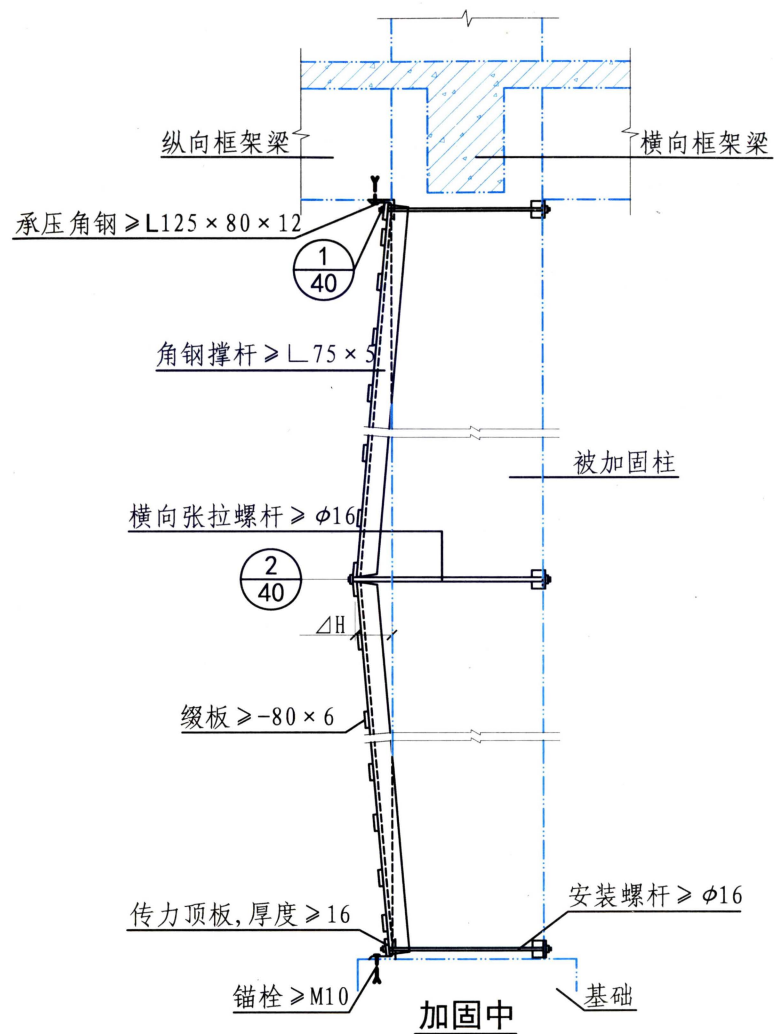 纵向框架梁
横向框架梁
承压角钢≥L125×80×12
1
40
角钢撑杆≥∟75×5
被加固柱
横向张拉螺杆≥ϕ16
2
40
⊿H
缀板≥-80×6
安装螺杆≥ϕ16
传力顶板,厚度≥16
锚栓≥M10
基础
加固中